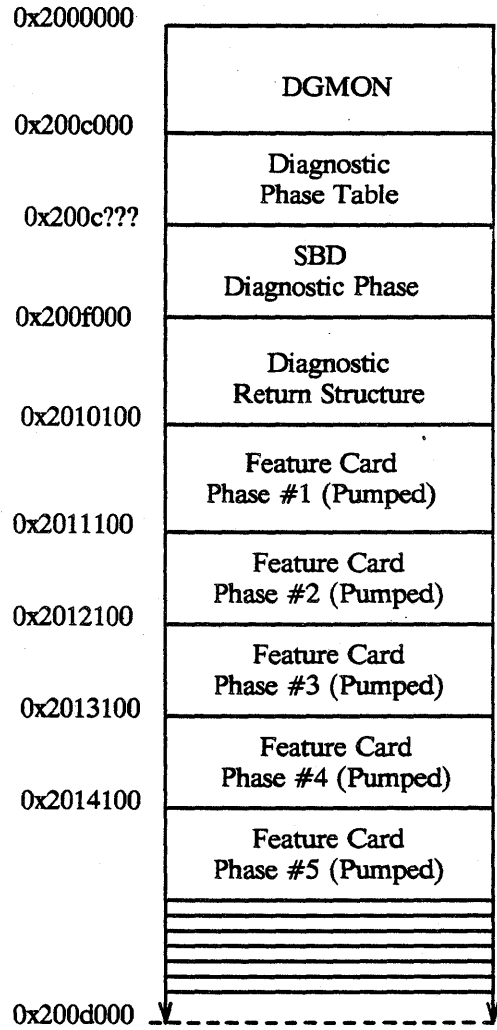 0x2000000
DGMON
0x200c000
Diagnostic
Phase Table
0x200c???
SBD
Diagnostic Phase
0x200f000
Diagnostic
Return Structure
0x2010100
Feature Card
Phase #1 (Pumped)
0x2011100
Feature Card
Phase #2 (Pumped)
0x2012100
Feature Card
Phase #3 (Pumped)
0x2013100
Feature Card
Phase #4 (Pumped)
0x2014100
Feature Card
Phase #5 (Pumped)
0x200d000